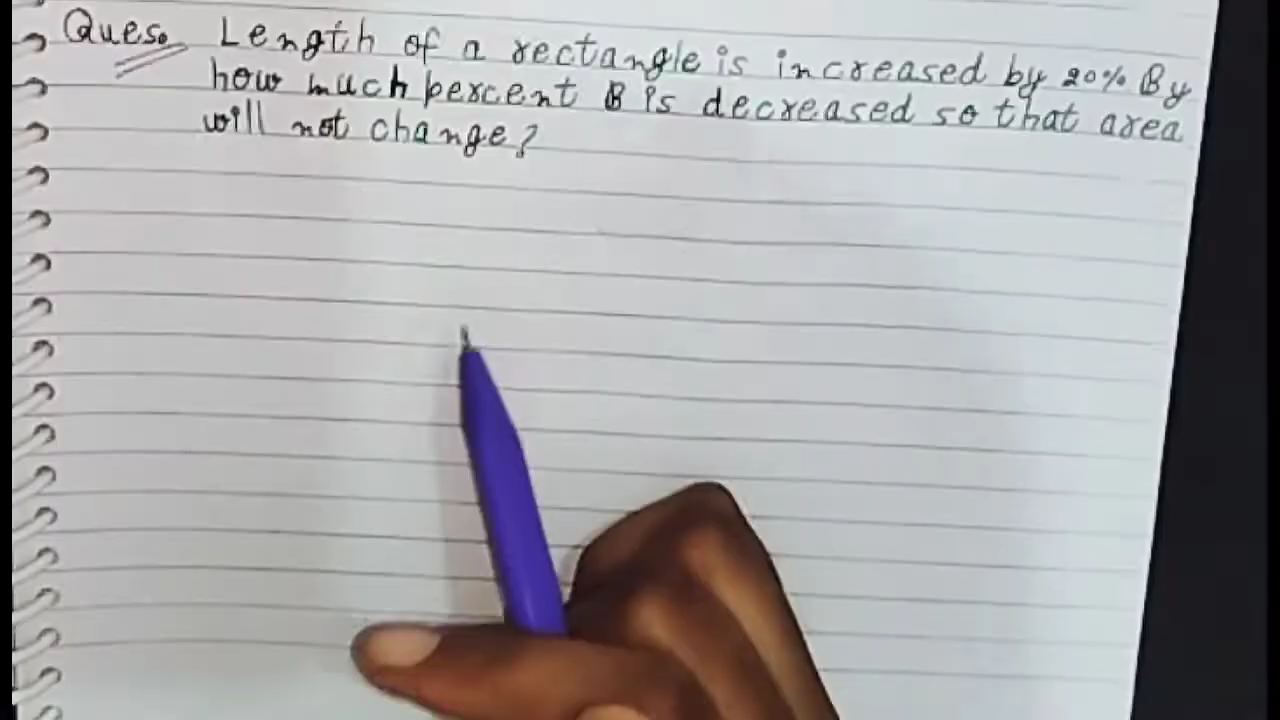 Ques. Length of a rectangle is increased by 20% By
how much percent B is decreased so that area
will not change?